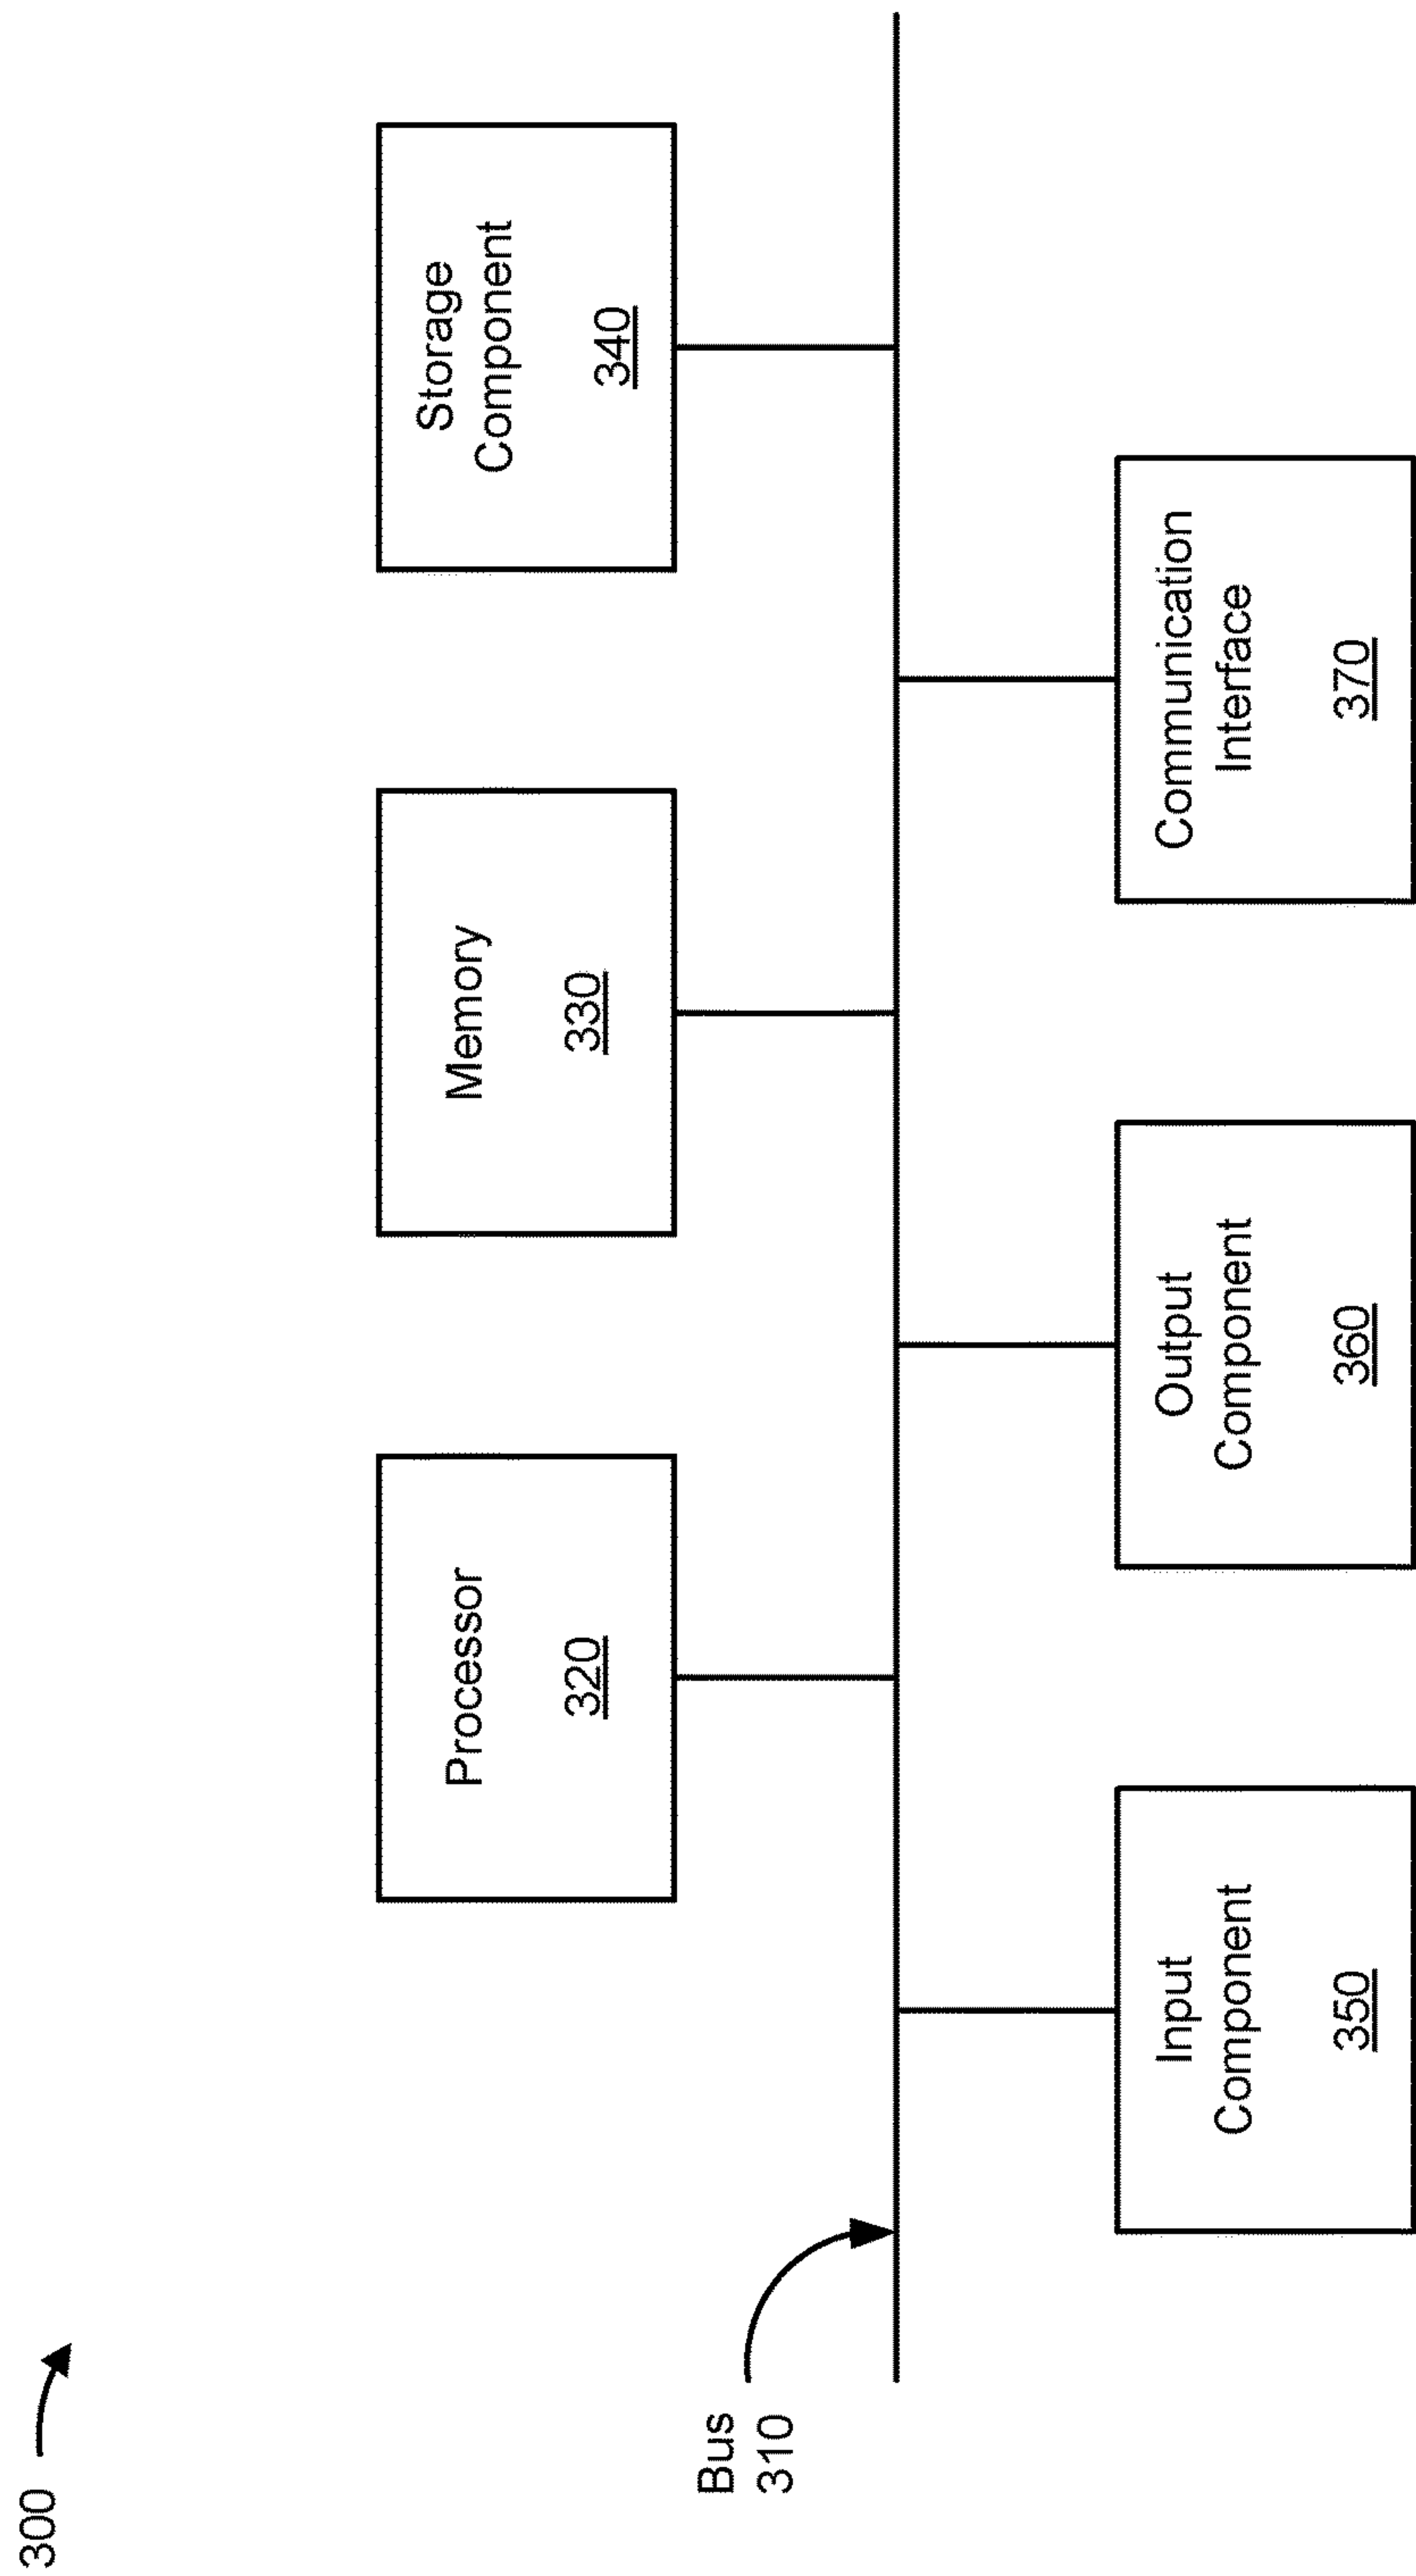 300
Processor
320
Memory
330
Storage
Component
340
Bus
310
Input
Component
350
Output
Component
360
Communication
Interface
370